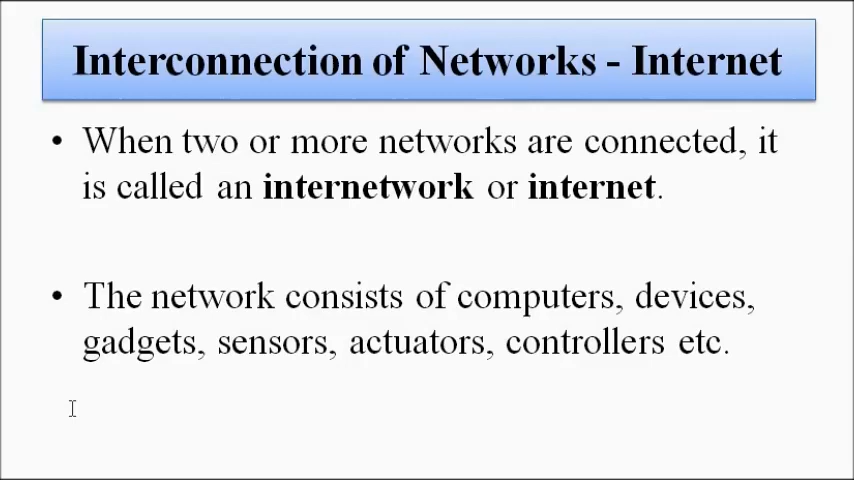 Interconnection of Networks - Internet
• When two or more networks are connected, it
is called an internetwork or internet.
• The network consists of computers, devices,
gadgets, sensors, actuators, controllers etc.